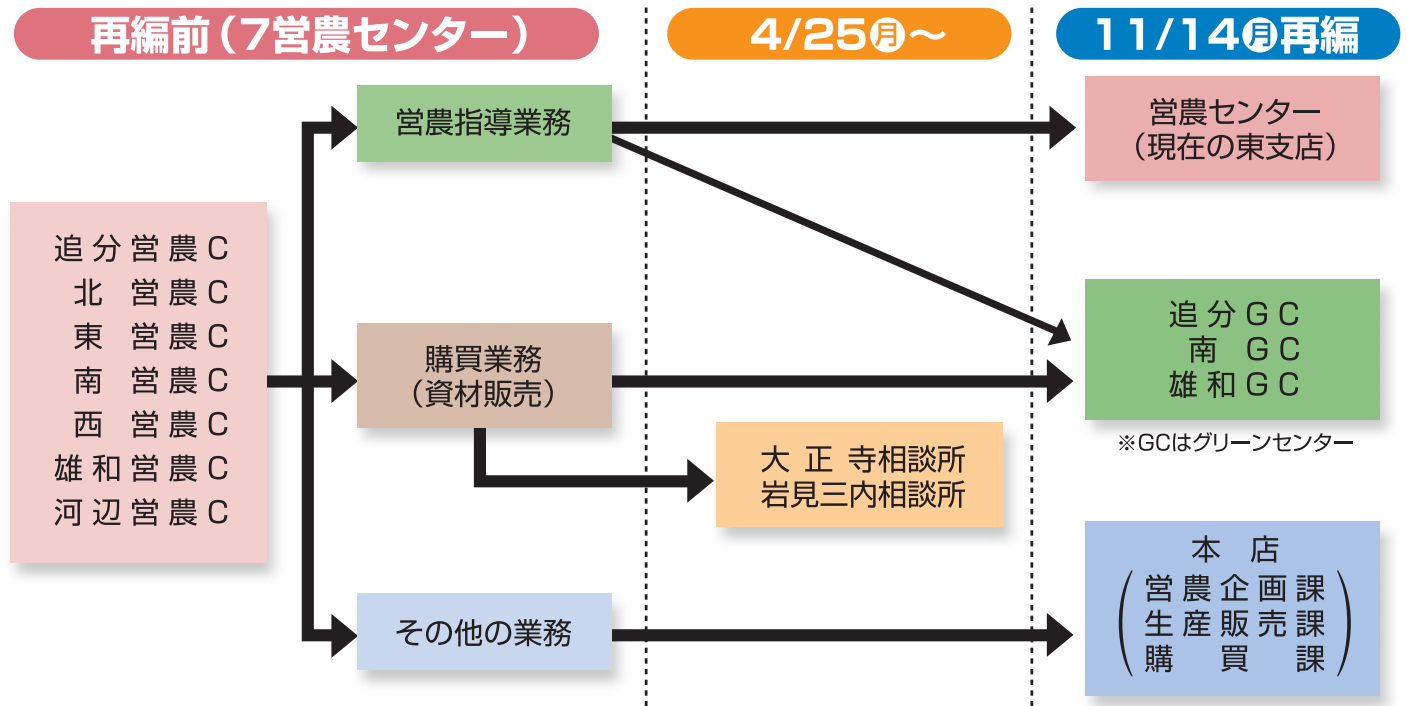 再編前（7営農センター）
4/25㊊～
11/14㊊再編
追分営農C
北　営農C
東　営農C
南　営農C
西　営農C
雄和営農C
河辺営農C
営農指導業務
購買業務
（資材販売）
その他の業務
大正寺相談所
岩見三内相談所
営農センター
（現在の東支店）
追分GC
南　GC
雄和GC
※GCはグリーンセンター
本　店
（営農企画課
生産販売課
購　買　課）